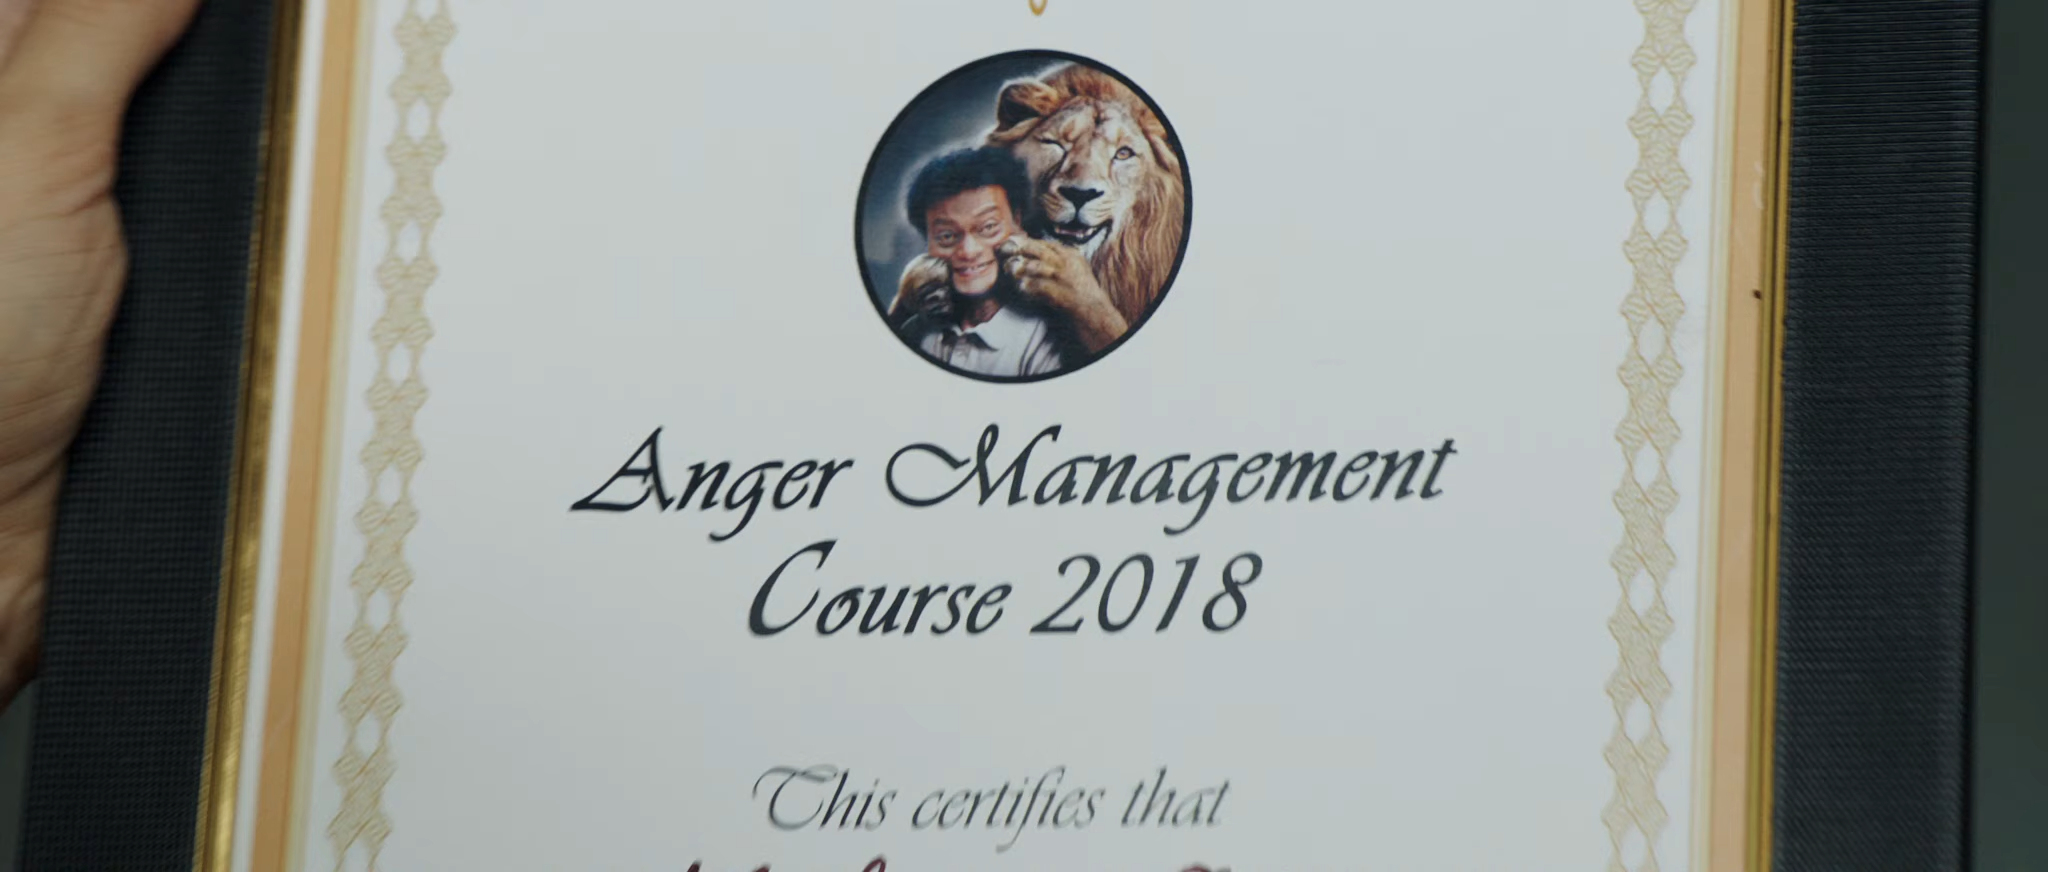 Anger Management
Course 2018
This certifies that